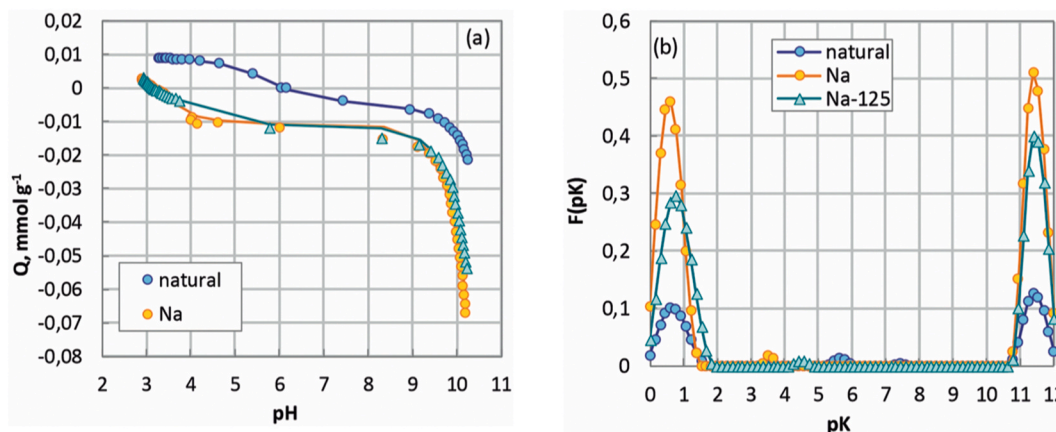 (a)
Q, mmol g-1
0,02
0,01
0
-0,01
-0,02
-0,03
-0,04
-0,05
-0,06
-0,07
-0,08
natural
Na
2 3 4 5 6 7 8 9 10 11
pH
(b)
F(pK)
0,6
0,5
0,4
0,3
0,2
0,1
0
natural
Na
Na-125
0 1 2 3 4 5 6 7 8 9 10 11 12
pK